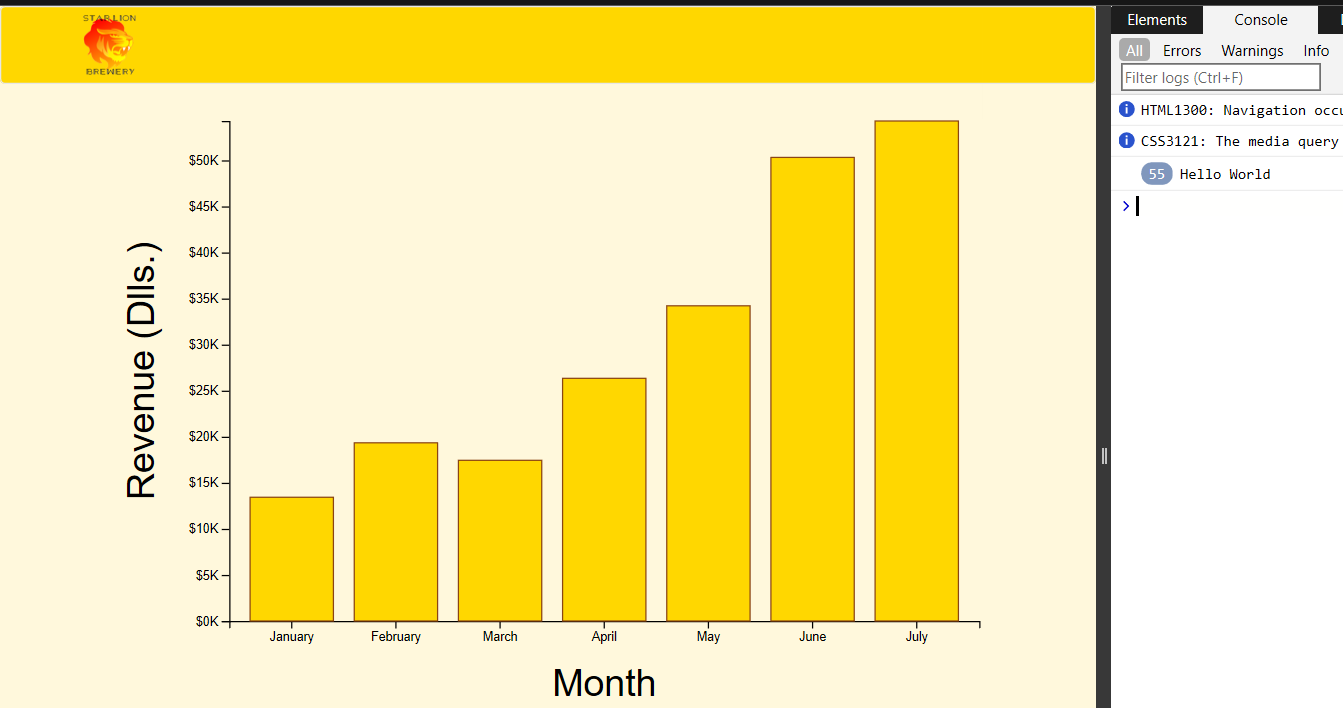 STAR LION
BREWERY
Revenue (Dlls.)
$50K
$45K
$40K
$35K
$30K
$25K
$20K
$15K
$10K
$5K
$0K
January February March April May June July
Month
Elements Console
All Errors Warnings Info
Filter logs (Ctrl+F)
HTML1300: Navigation occu
CSS3121: The media query
55 Hello World
>